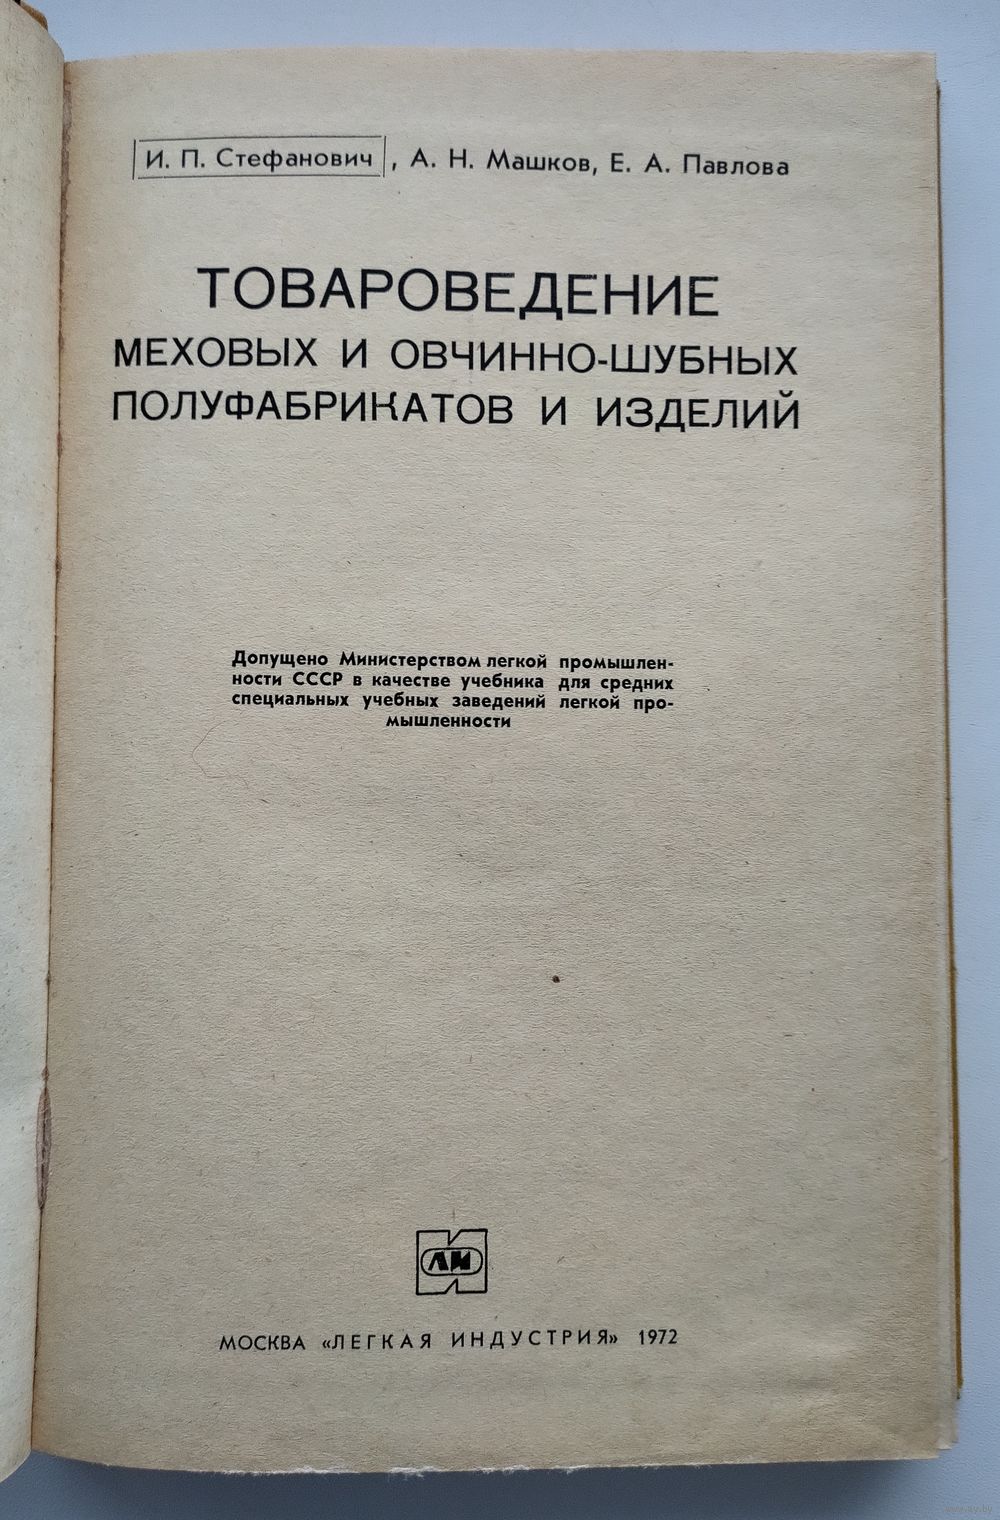 И. П. Стефанович, А. Н. Машков, Е. А. Павлова
ТОВАРОВЕДЕНИЕ
МЕХОВЫХ И ОВЧИННО-ШУБНЫХ
ПОЛУФАБРИКАТОВ И ИЗДЕЛИЙ
Допущено Министерством легкой промышлен-
ности СССР в качестве учебника для средних
специальных учебных заведений легкой про-
мышленности
ЛИ
МОСКВА «ЛЕГКАЯ ИНДУСТРИЯ» 1972